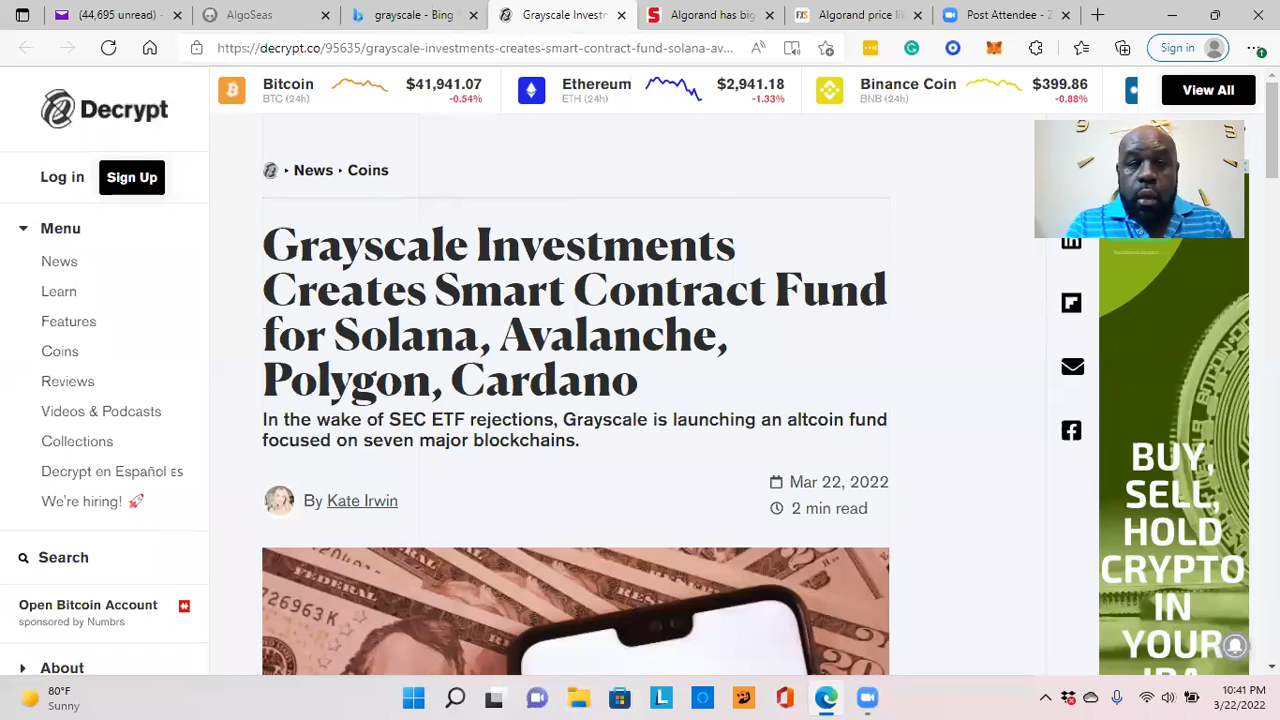 (44,695 unre
AlgoSea
grayscale - Bing
Grayscale Investr
Algorand has big
Algorand price li
Post Attendee - Z
https://decrypt.co/95635/grayscale-investments-creates-smart-contract-fund-solana-av...
Sign in
Bitcoin
BTC (24h)
$41,941.07
-0.54%
Ethereum
ETH (24h)
$2,941.18
-1.33%
Binance Coin
BNB (24h)
$399.86
-0.88%
View All
Decrypt
Log in
Sign Up
Menu
News
Learn
Features
Coins
Reviews
Videos & Podcasts
Collections
Decrypt en Español ES
We're hiring! 🚀
Search
Open Bitcoin Account
sponsored by Numbrs
About
News
Coins
Grayscale Investments
Creates Smart Contract Fund
for Solana, Avalanche,
Polygon, Cardano
In the wake of SEC ETF rejections, Grayscale is launching an altcoin fund
focused on seven major blockchains.
By Kate Irwin
Mar 22, 2022
2 min read
BUY,
SELL,
HOLD
CRYPTO
IN
YOUR
IRA
80°F
Sunny
10:41 PM
3/22/2022